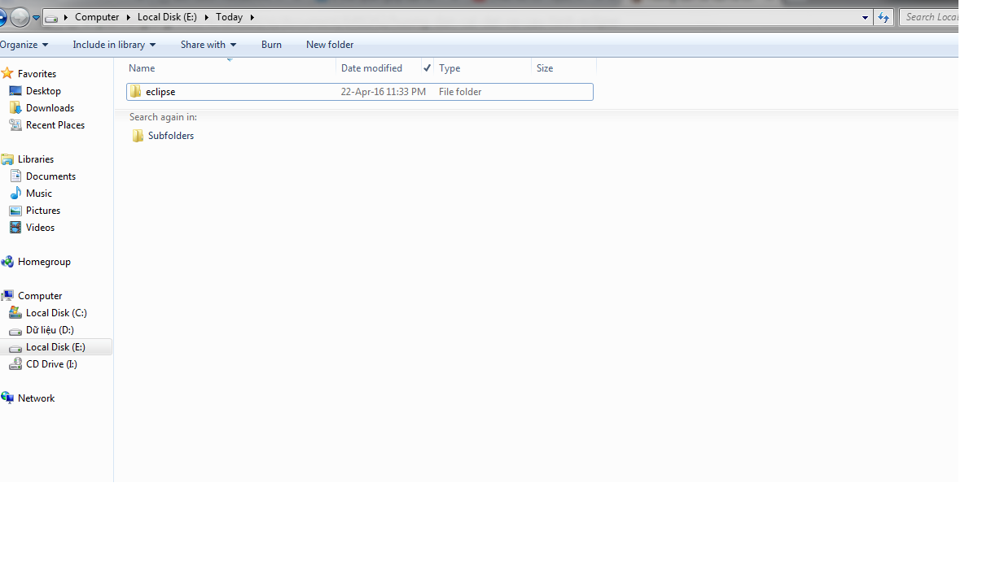 Computer Local Disk (E:) Today Search Loca
Organize Include in library Share with Burn New folder
Name Date modified Type Size
eclipse 22-Apr-16 11:33 PM File folder
Search again in:
Subfolders
Favorites
Desktop
Downloads
Recent Places
Libraries
Documents
Music
Pictures
Videos
Homegroup
Computer
Local Disk (C:)
Dữ liệu (D:)
Local Disk (E:)
CD Drive (I:)
Network